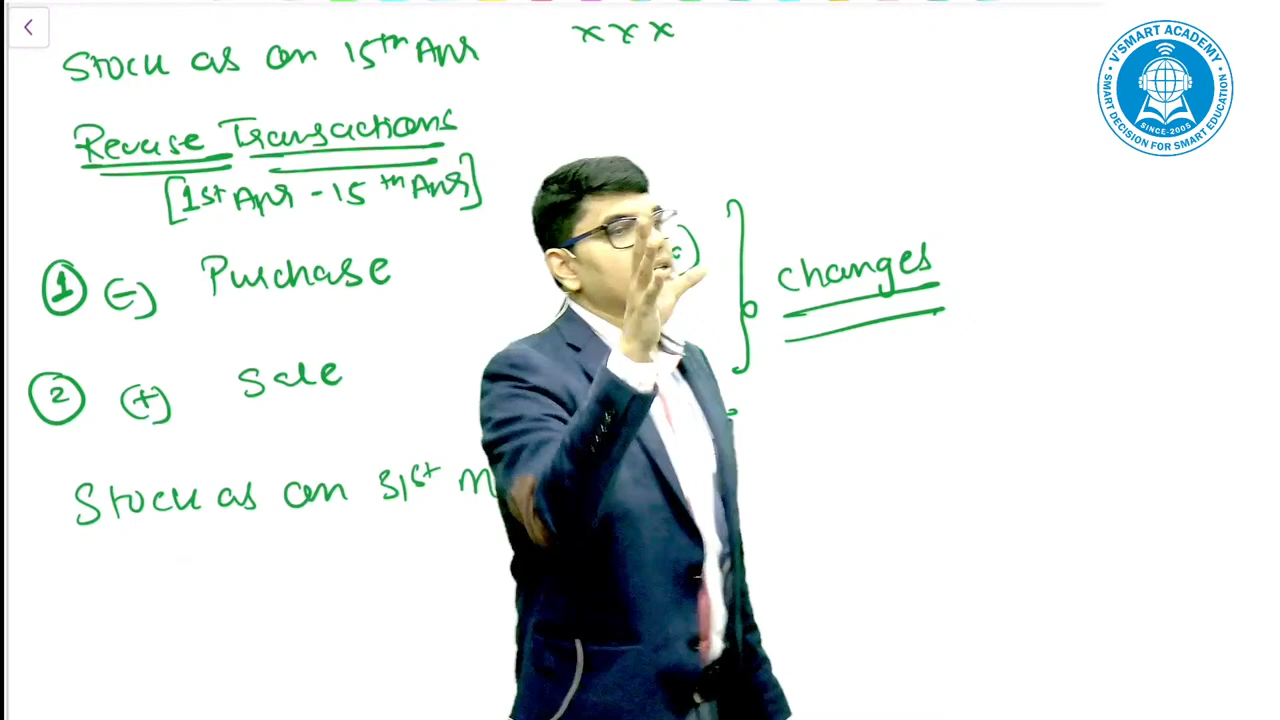 Stock as on 15th Apr xxx
Reverse Transactions
[1st Apr - 15th Apr]
1 (-) Purchase
changes
2 (+) Sale
Stock as on 31st M
V'SMART ACADEMY
SMART DECISION FOR SMART EDUCATION
SINCE-2005